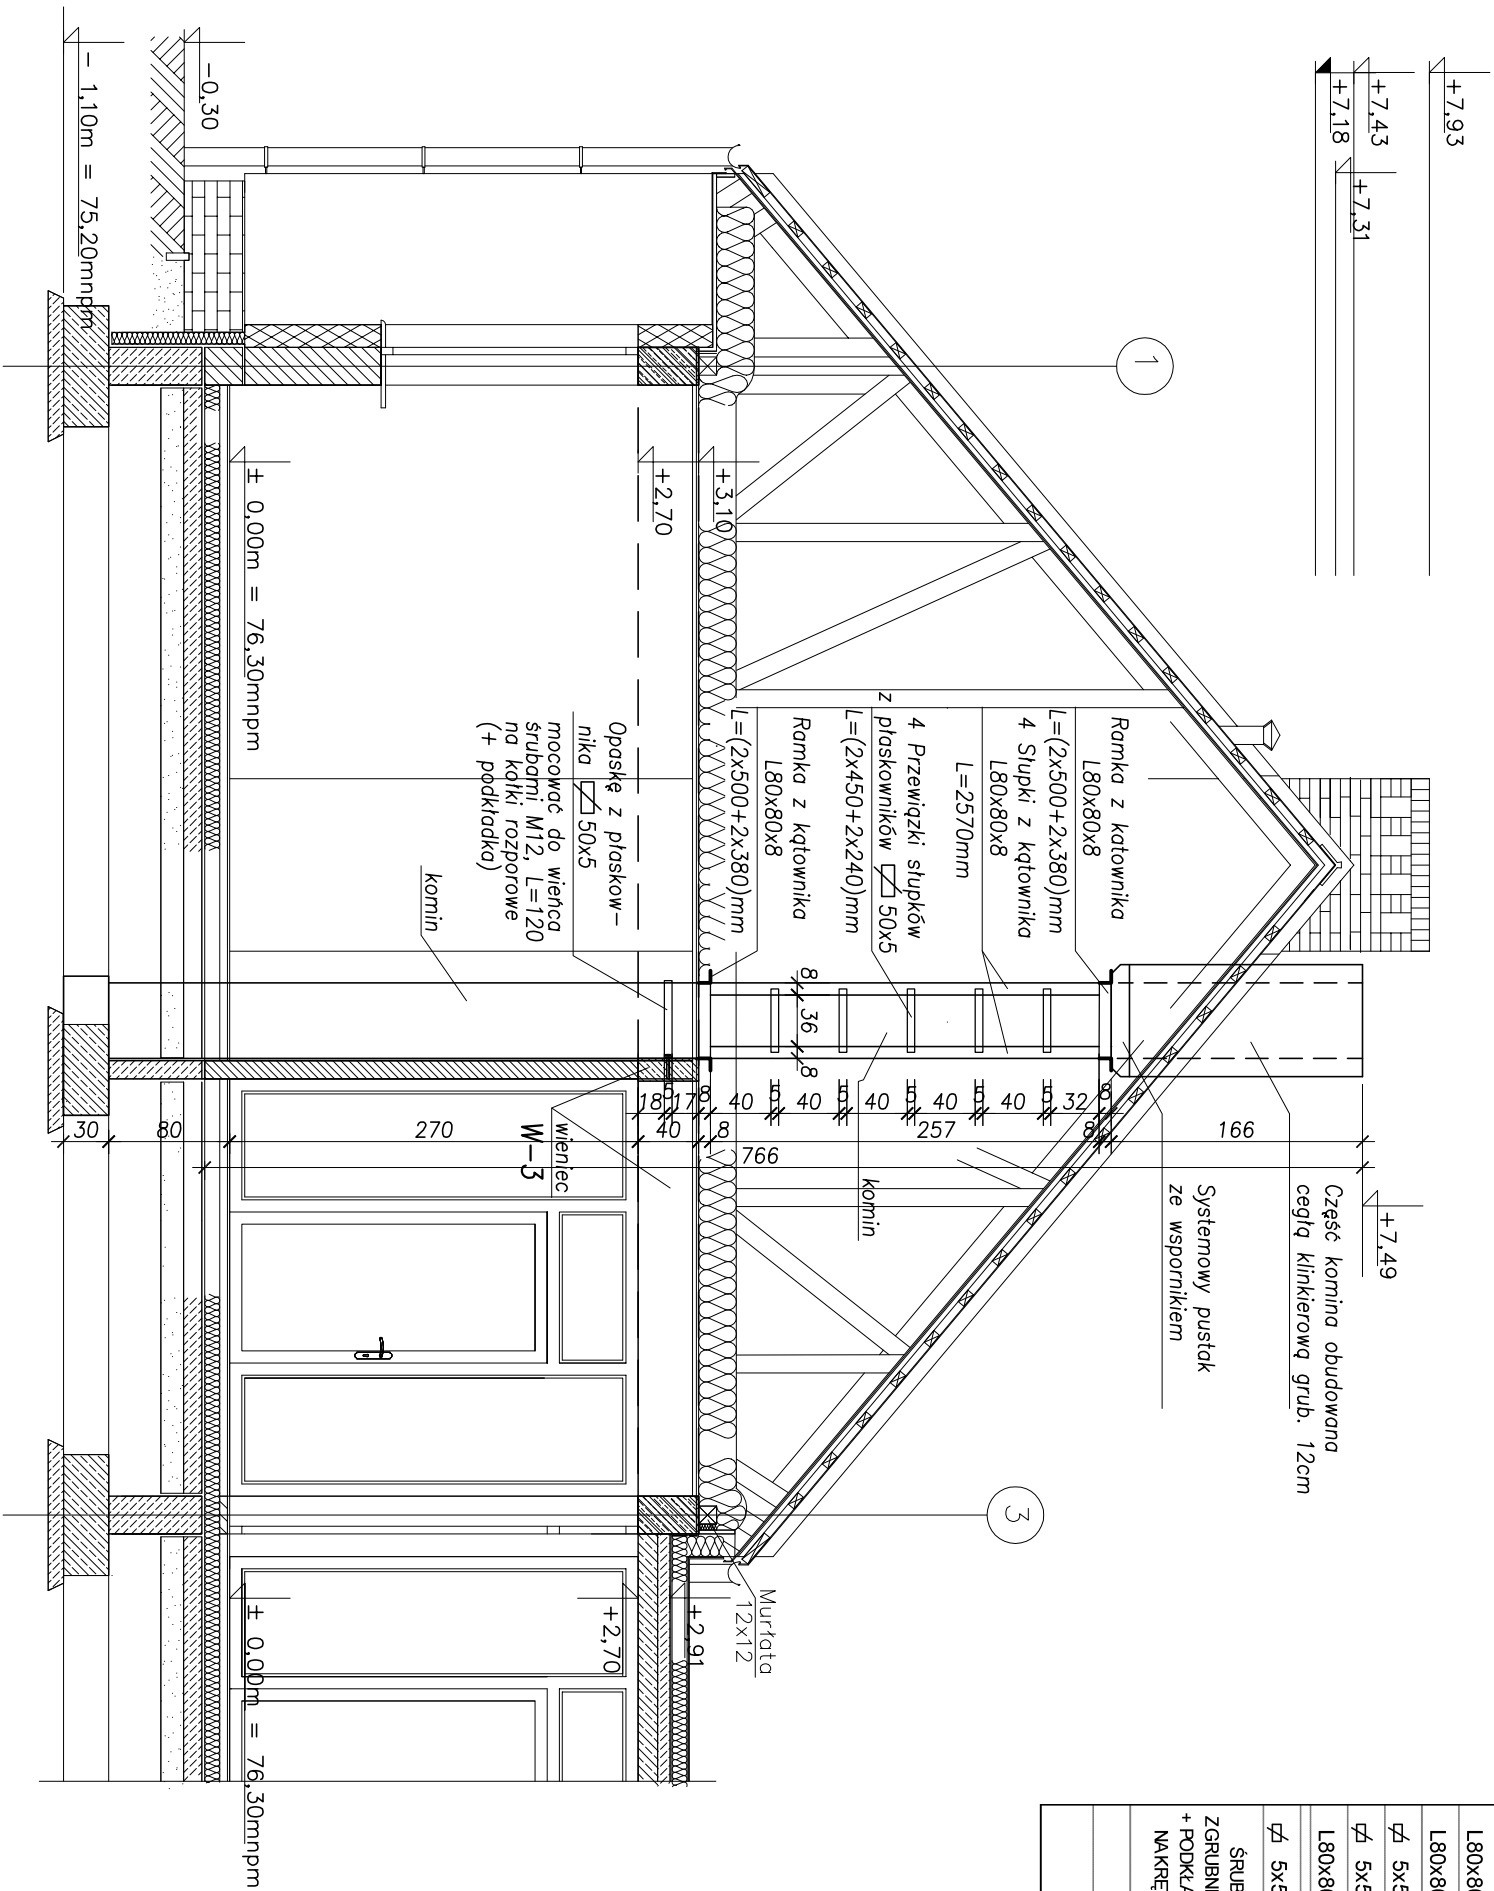 +7,93
+7,43
+7,18
+7,31
-0,30
- 1,10m = 75,20mnpm
1
+3,10
+2,70
± 0,00m = 76,30mnpm
Ramka z katownika
L80x80x8
L=(2x500+2x380)mm
4 Słupki z kątownika
L80x80x8
L=2570mm
4 Przewiązki słupków
z płaskowników 50x5
L=(2x450+2x240)mm
Ramka z kątownika
L80x80x8
L=(2x500+2x380)mm
Opaskę z płaskow-
nika 50x5
mocować do wieńca
śrubami M12, L=120
na kołki rozporowe
(+ podkładka)
komin
8 36 8
18 5 17 8 40 5 40 5 40 5 40 5 40 5 32 8
30 80 270 40 8 257 8 166
766
wieniec
W-3
komin
+7,49
Część komina obudowana
cegłą klinkierową grub. 12cm
Systemowy pustak
ze wspornikiem
3
Murłata
12x12
+2,91
+2,70
± 0,00m = 76,30mnpm
L80x8
L80x8
5x5
5x5
L80x8
5x5
ŚRUB
ZGRUBNI
+ PODKŁA
NAKRĘ